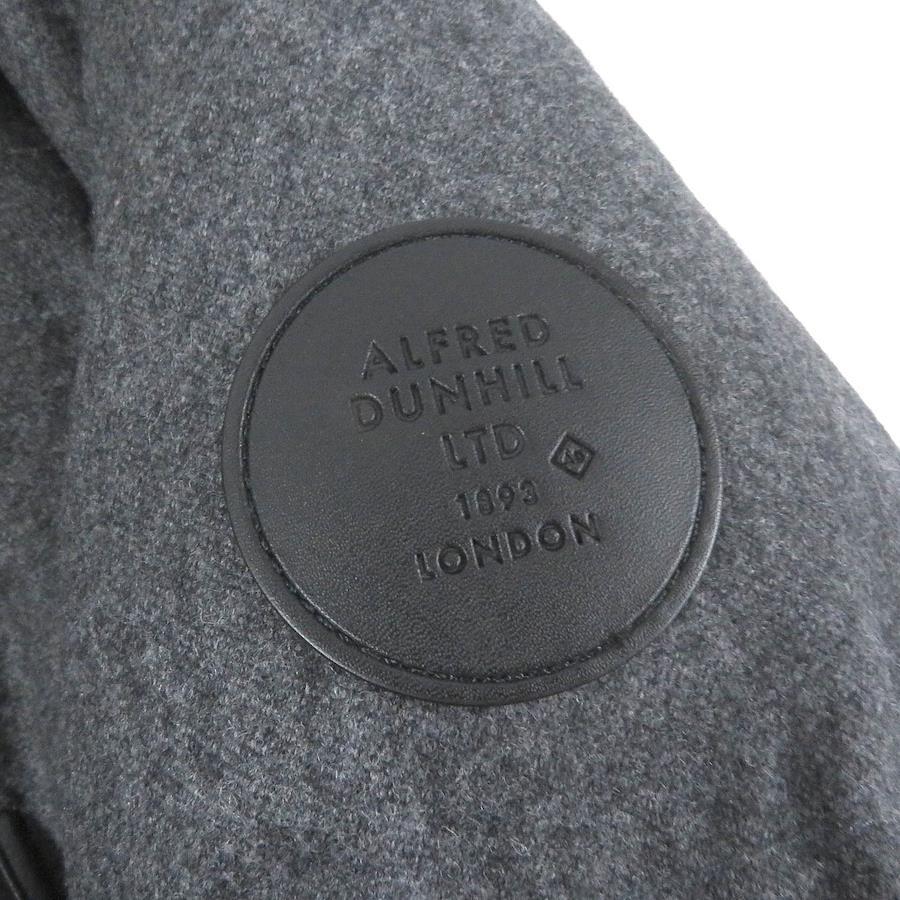 ALFRED
DUNHILL
LTD
1893
LONDON